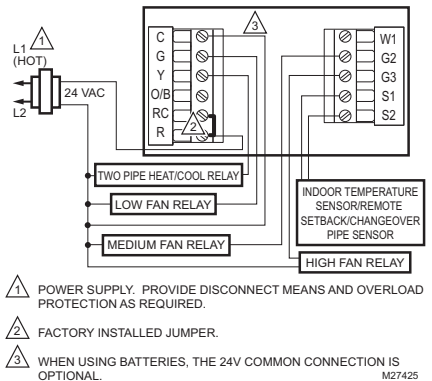 1
3
L1
(HOT)
L2
24 VAC
C
G
Y
O/B
RC
R
2
W1
G2
G3
S1
S2
TWO PIPE HEAT/COOL RELAY
LOW FAN RELAY
MEDIUM FAN RELAY
INDOOR TEMPERATURE
SENSOR/REMOTE
SETBACK/CHANGEOVER
PIPE SENSOR
HIGH FAN RELAY
1 POWER SUPPLY. PROVIDE DISCONNECT MEANS AND OVERLOAD
PROTECTION AS REQUIRED.
2 FACTORY INSTALLED JUMPER.
3 WHEN USING BATTERIES, THE 24V COMMON CONNECTION IS
OPTIONAL.
M27425